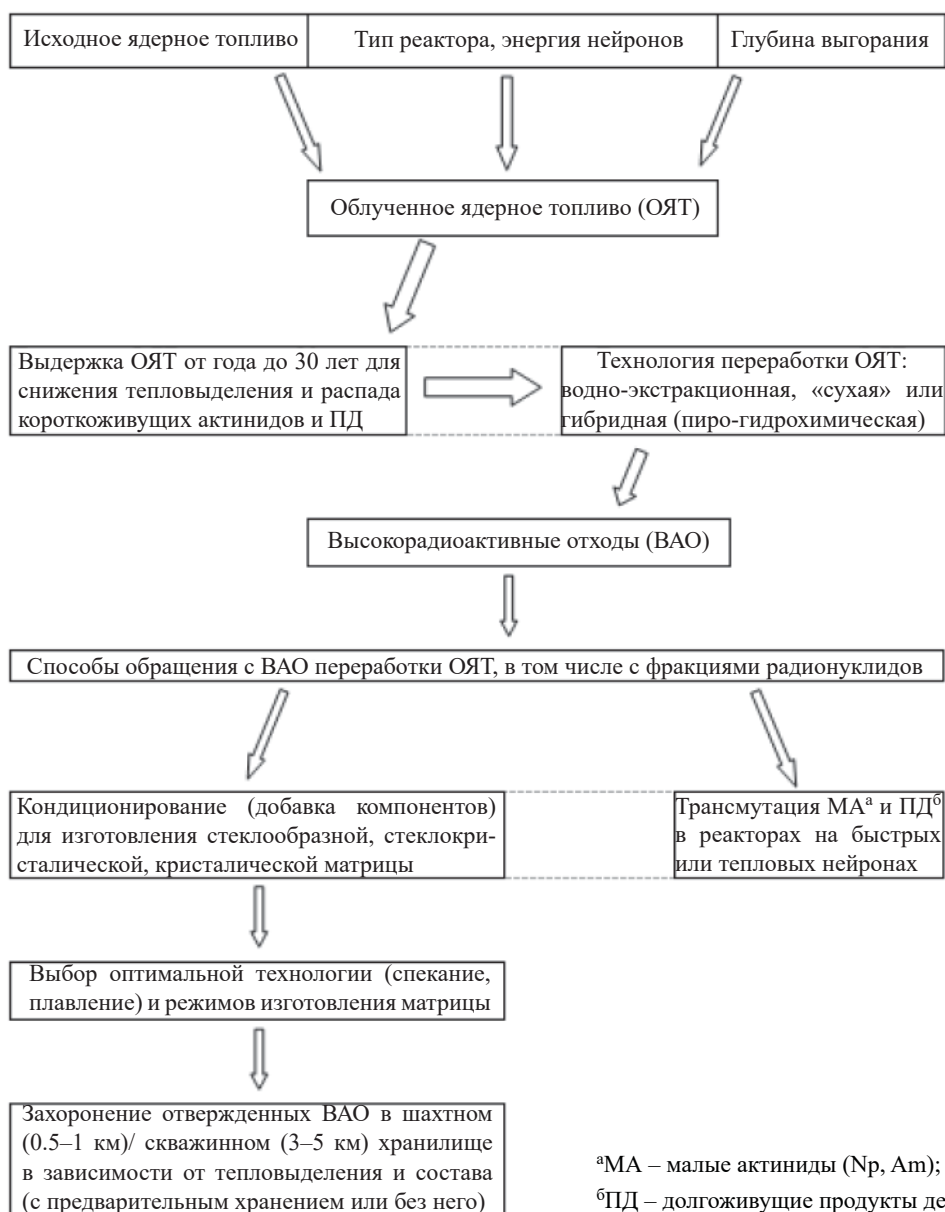 Исходное ядерное топливо
Тип реактора, энергия нейронов
Глубина выгорания
Облученное ядерное топливо (ОЯТ)
Выдержка ОЯТ от года до 30 лет для
снижения тепловыделения и распада
короткоживущих актинидов и ПД
Технология переработки ОЯТ:
водно-экстракционная, «сухая» или
гибридная (пиро-гидрохимическая)
Высокорадиоактивные отходы (ВАО)
Способы обращения с ВАО переработки ОЯТ, в том числе с фракциями радионуклидов
Кондиционирование (добавка компонентов)
для изготовления стеклообразной, стеклокри-
сталической, кристалической матрицы
Трансмутация МАᵃ и ПДᵇ
в реакторах на быстрых
или тепловых нейронах
Выбор оптимальной технологии (спекание,
плавление) и режимов изготовления матрицы
Захоронение отвержденных ВАО в шахтном
(0.5–1 км)/ скважинном (3–5 км) хранилище
в зависимости от тепловыделения и состава
(с предварительным хранением или без него)
ᵃМА – малые актиниды (Np, Am);
ᵇПД – долгоживущие продукты де